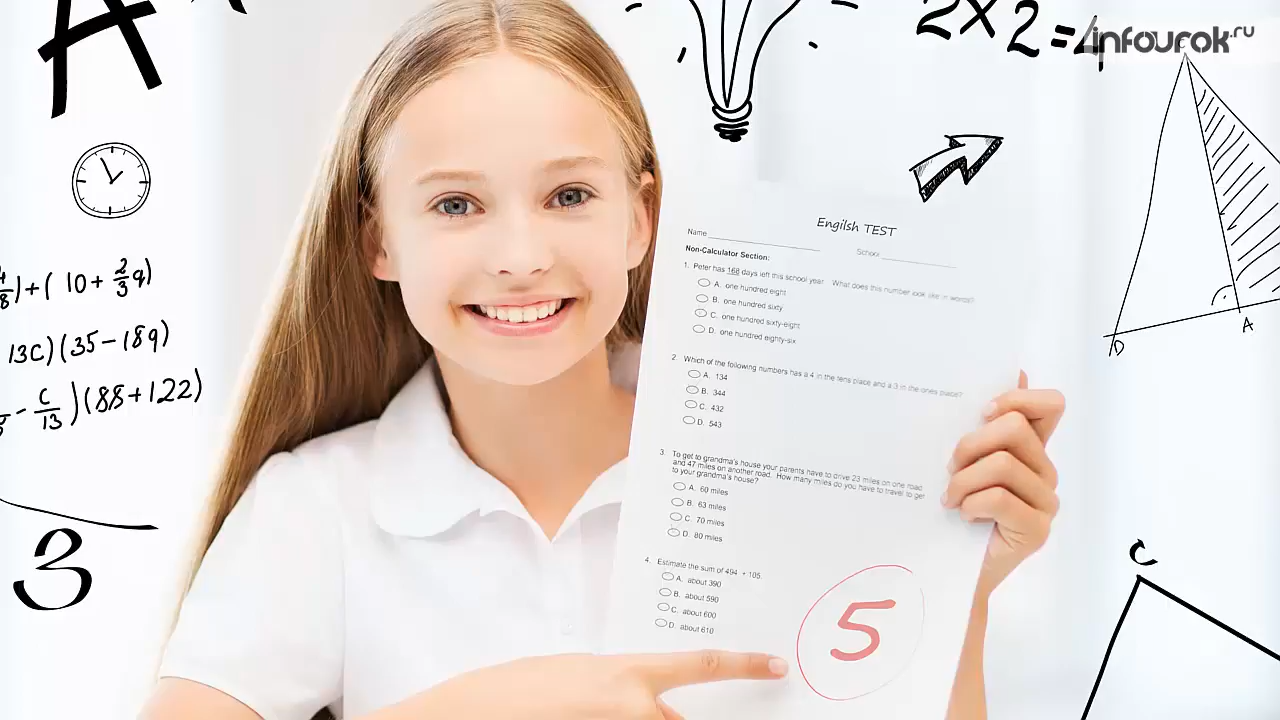 A
2×2=4
infourok.ru
10+ 2/3 q)
13C)(35-18q)
- C/13 )(88+122)
3
D
A
C
Engilsh TEST
Name
School
Non-Calculator Section:
1. Peter has 168 days left this school year. What does this number look like in words?
A. one hundred eight
B. one hundred sixty
C. one hundred sixty-eight
D. one hundred eighty-six
2. Which of the following numbers has a 4 in the tens place and a 3 in the ones place?
A. 134
B. 344
C. 432
D. 543
3. To get to grandma's house your parents have to drive 23 miles on one road
and 47 miles on another road. How many miles do you have to travel to get
to your grandma's house?
A. 60 miles
B. 63 miles
C. 70 miles
D. 80 miles
4. Estimate the sum of 494 + 105.
A. about 390
B. about 590
C. about 600
D. about 610
5